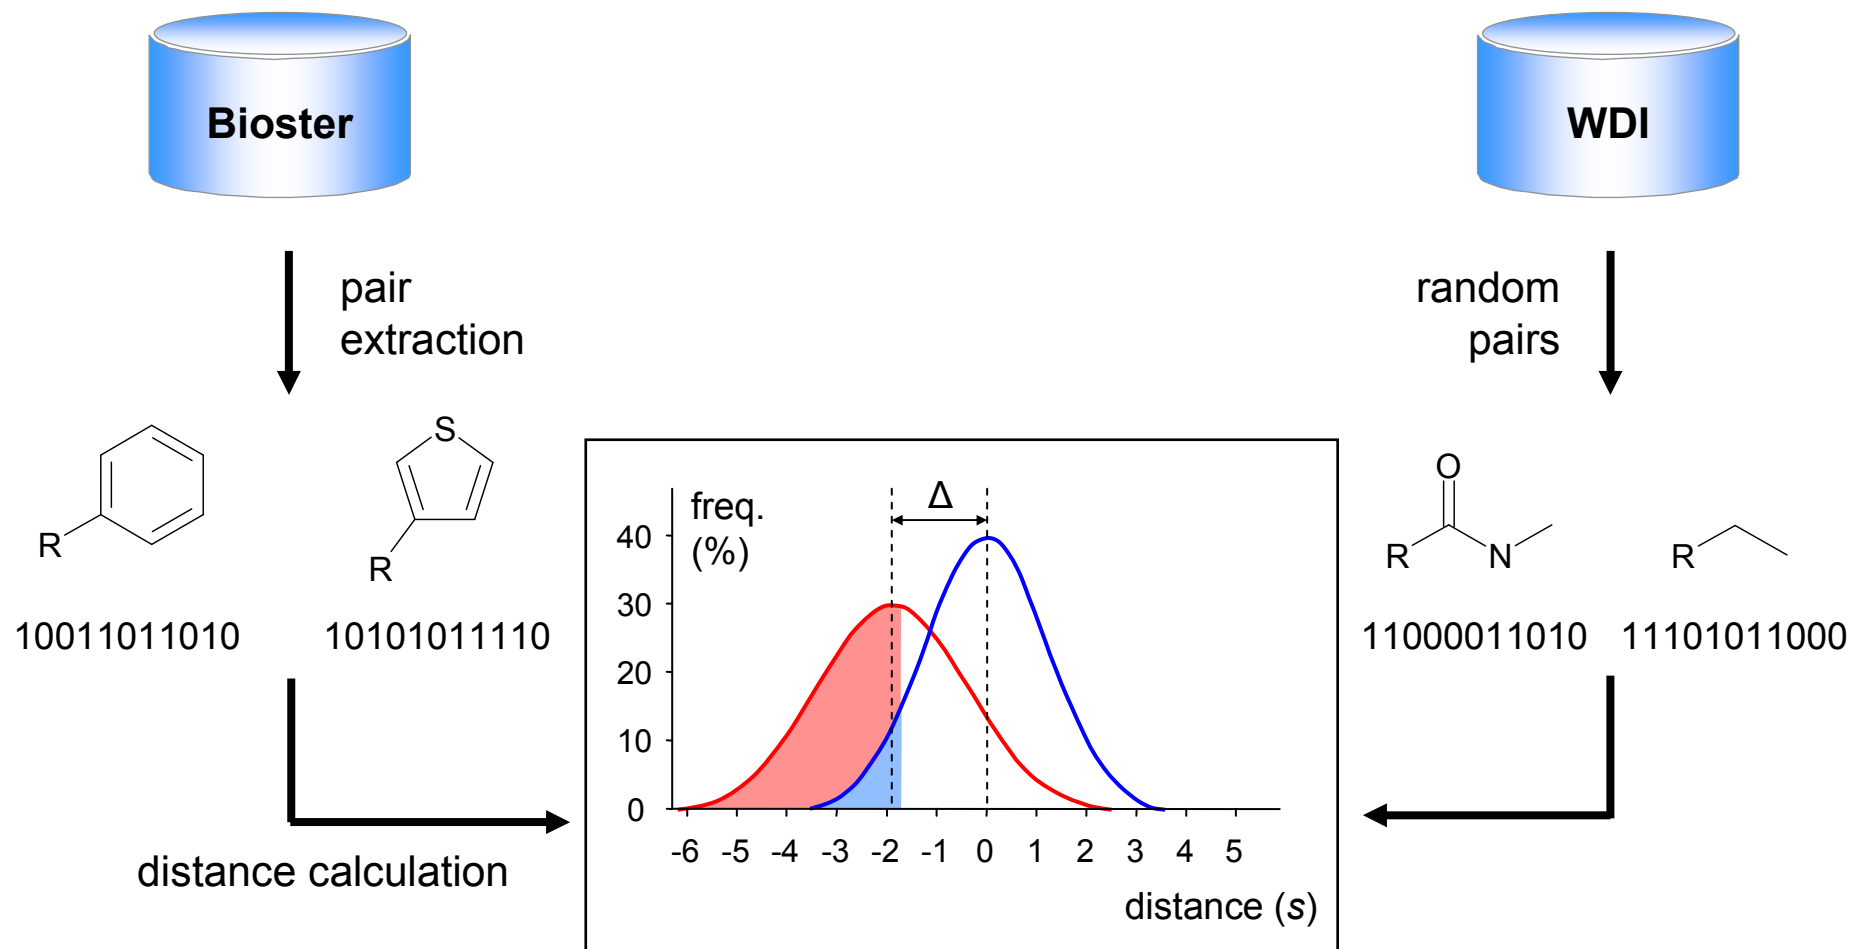 Bioster
WDI
pair
extraction
random
pairs
S
R
R
O
R
N
R
10011011010
10101011110
11000011010
11101011000
freq.
(%)
Δ
40
30
20
10
0
-6 -5 -4 -3 -2 -1 0 1 2 3 4 5
distance (s)
distance calculation